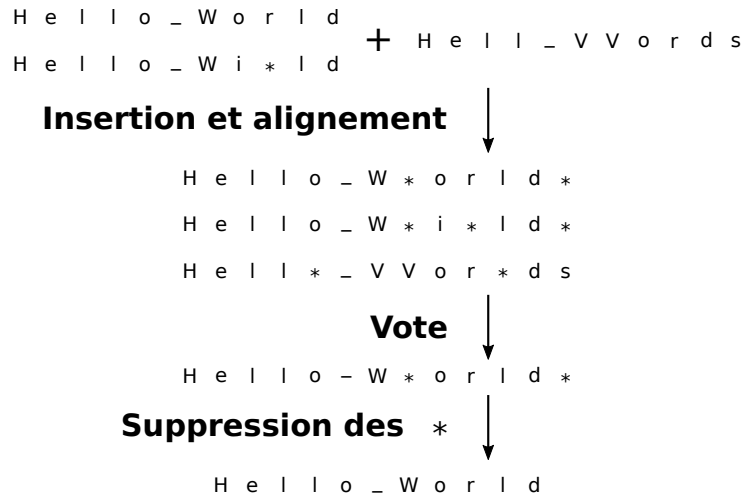 H e l l o _ W o r l d
H e l l o _ W i * l d
+ H e l l _ V V o r d s
Insertion et alignement
H e l l o _ W * o r l d *
H e l l o _ W * i * l d *
H e l l * _ V V o r * d s
Vote
H e l l o – W * o r l d *
Suppression des *
H e l l o _ W o r l d